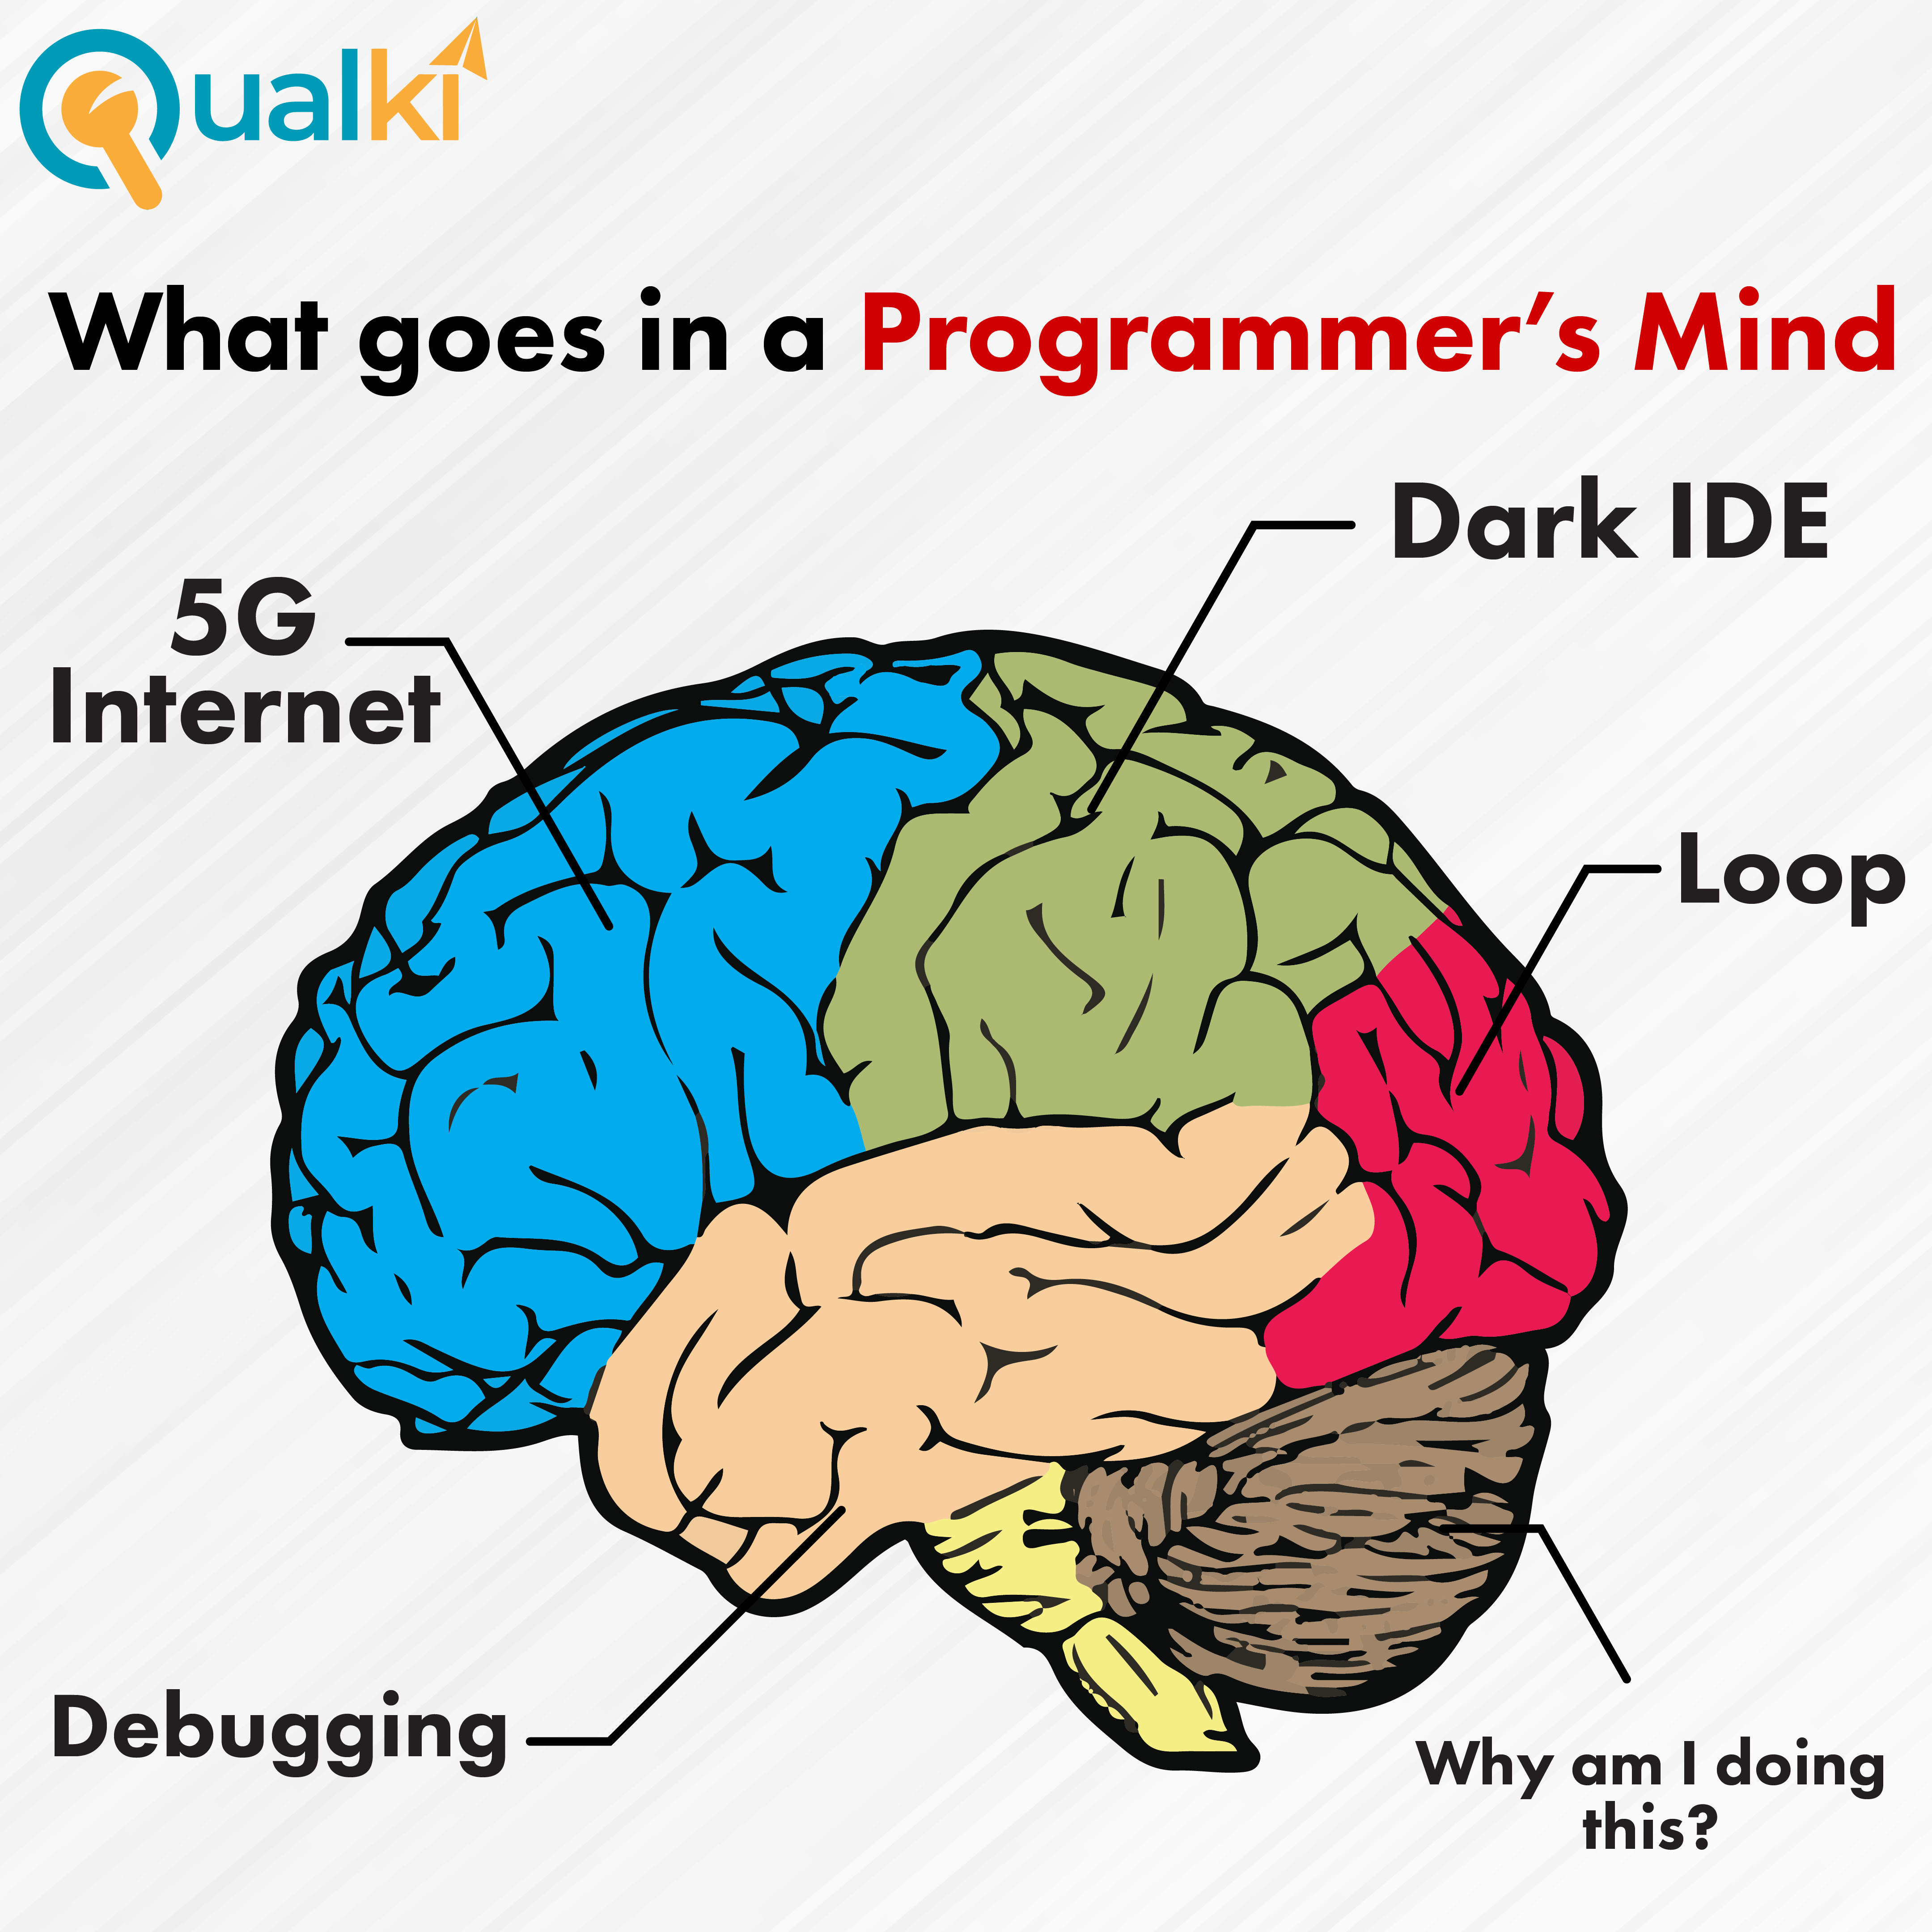 Qualki
What goes in a Programmer's Mind
Dark IDE
5G
Internet
Loop
Debugging
Why am I doing
this?